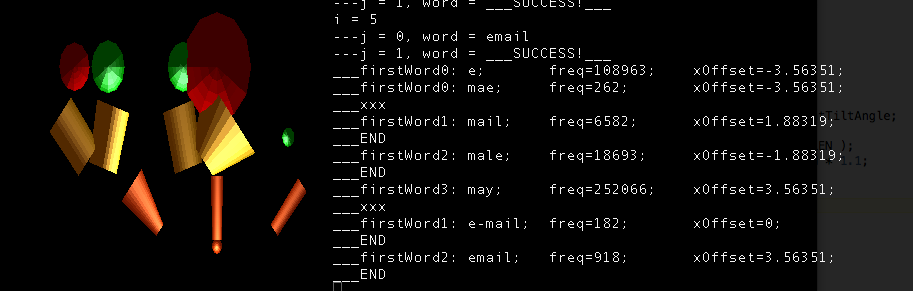 ---j = 1, word = ___SUCCESS!___
i = 5
---j = 0, word = email
---j = 1, word = ___SUCCESS!___
___firstWord0: e; freq=108963; xOffset=-3.56351;
___firstWord0: mae; freq=262; xOffset=-3.56351;
___xxx
___firstWord1: mail; freq=6582; xOffset=1.88319;
TiltAngle;
___END
EN );
___firstWord2: male; freq=18693; xOffset=-1.88319;
1.1;
___END
___firstWord3: may; freq=252066; xOffset=3.56351;
___xxx
___firstWord1: e-mail; freq=182; xOffset=0;
___END
___firstWord2: email; freq=918; xOffset=3.56351;
___END